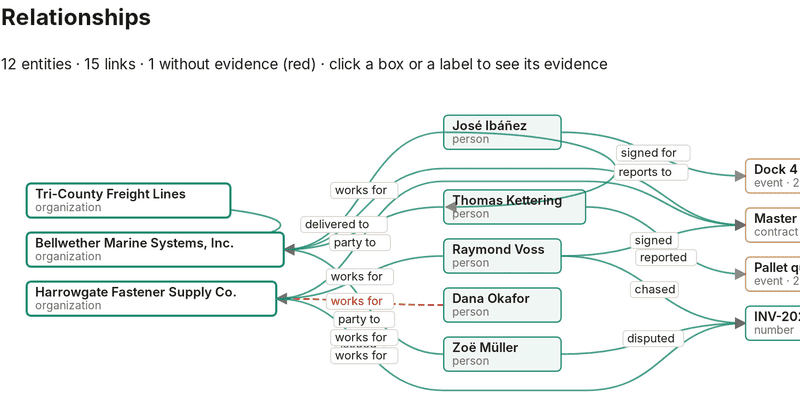 Relationships
12 entities · 15 links · 1 without evidence (red) · click a box or a label to see its evidence
José Ibáñez
person
signed for
reports to
Dock 4
event · 2
Tri-County Freight Lines
organization
works for
Thomas Kettering
person
delivered to
party to
Master
contract
Bellwether Marine Systems, Inc.
organization
Raymond Voss
person
signed
reported
Pallet
event · 2
works for
Harrowgate Fastener Supply Co.
organization
works for
Dana Okafor
person
chased
INV-202
number
party to
works for
works for
Zoë Müller
person
disputed